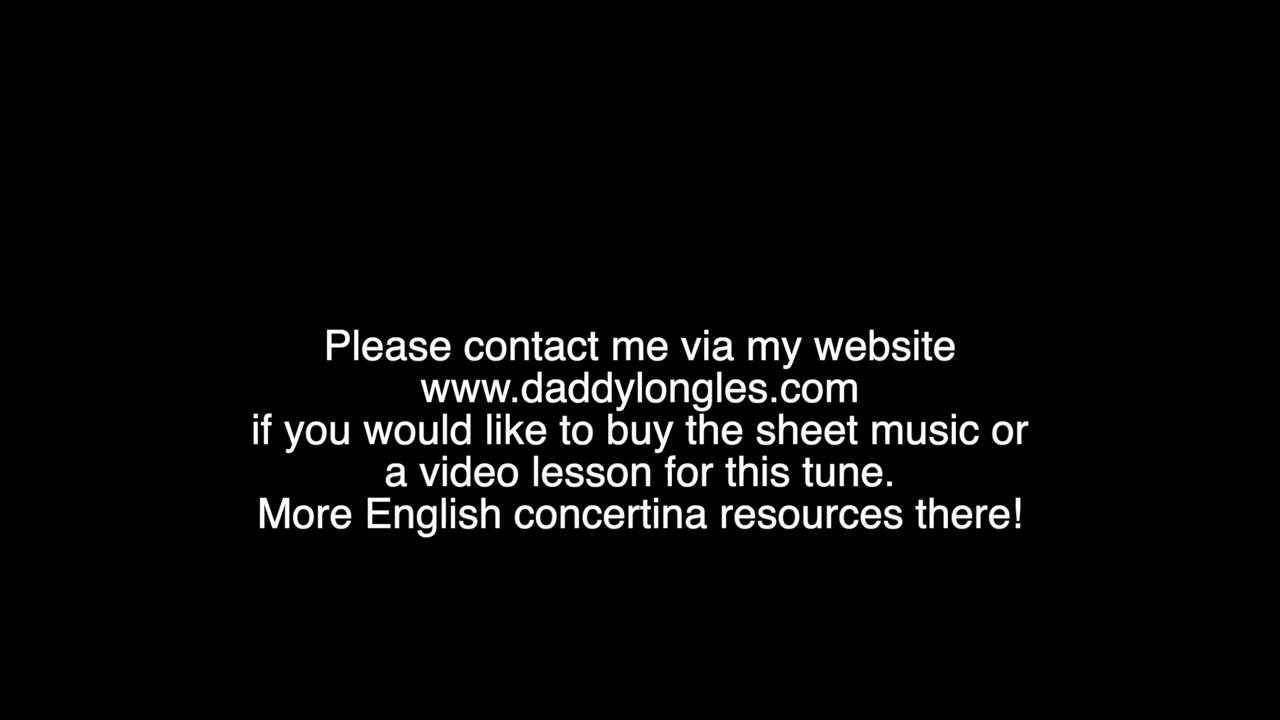 Please contact me via my website
www.daddylongles.com
if you would like to buy the sheet music or
a video lesson for this tune.
More English concertina resources there!